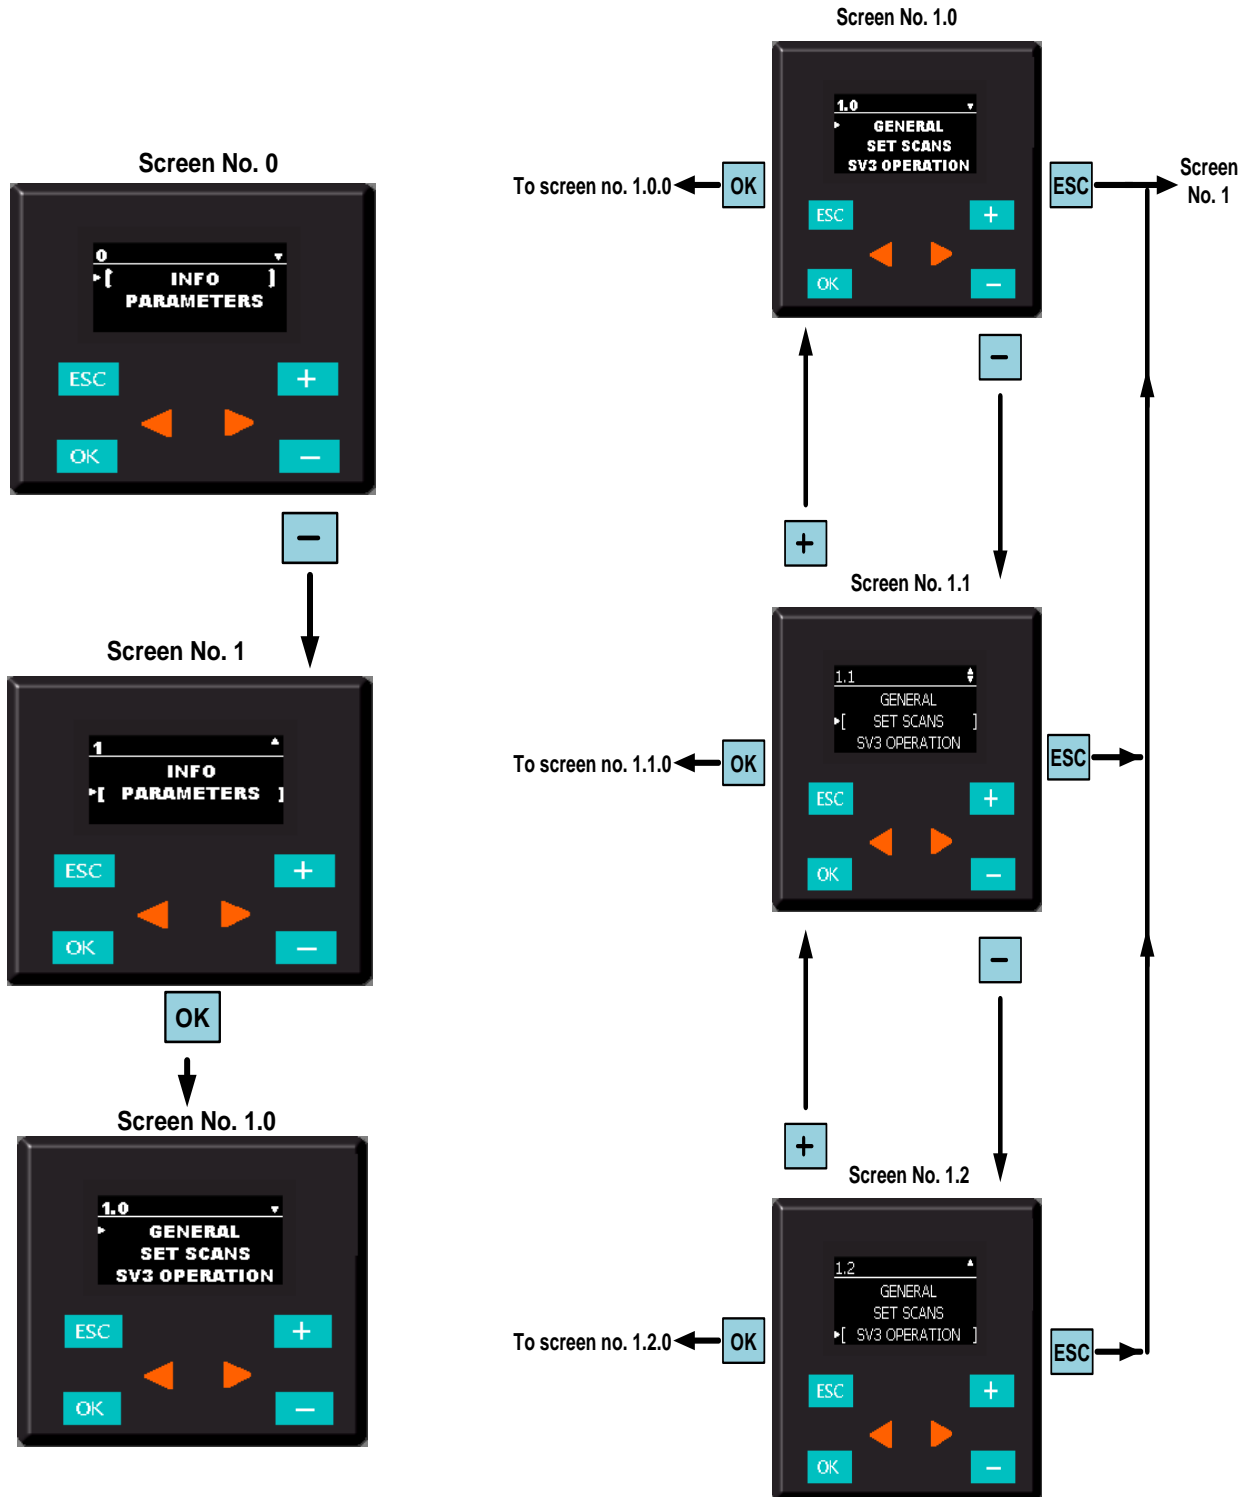 Screen No. 0
0
[ INFO ]
PARAMETERS
ESC
+
OK
−
−
Screen No. 1
1
INFO
[ PARAMETERS ]
ESC
+
OK
−
OK
Screen No. 1.0
1.0
GENERAL
SET SCANS
SV3 OPERATION
ESC
+
OK
−
Screen No. 1.0
1.0
GENERAL
SET SCANS
SV3 OPERATION
ESC
+
OK
−
To screen no. 1.0.0
OK
ESC
Screen
No. 1
−
+
Screen No. 1.1
1.1
GENERAL
[ SET SCANS ]
SV3 OPERATION
ESC
+
OK
−
To screen no. 1.1.0
OK
ESC
−
+
Screen No. 1.2
1.2
GENERAL
SET SCANS
[ SV3 OPERATION ]
ESC
+
OK
−
To screen no. 1.2.0
OK
ESC